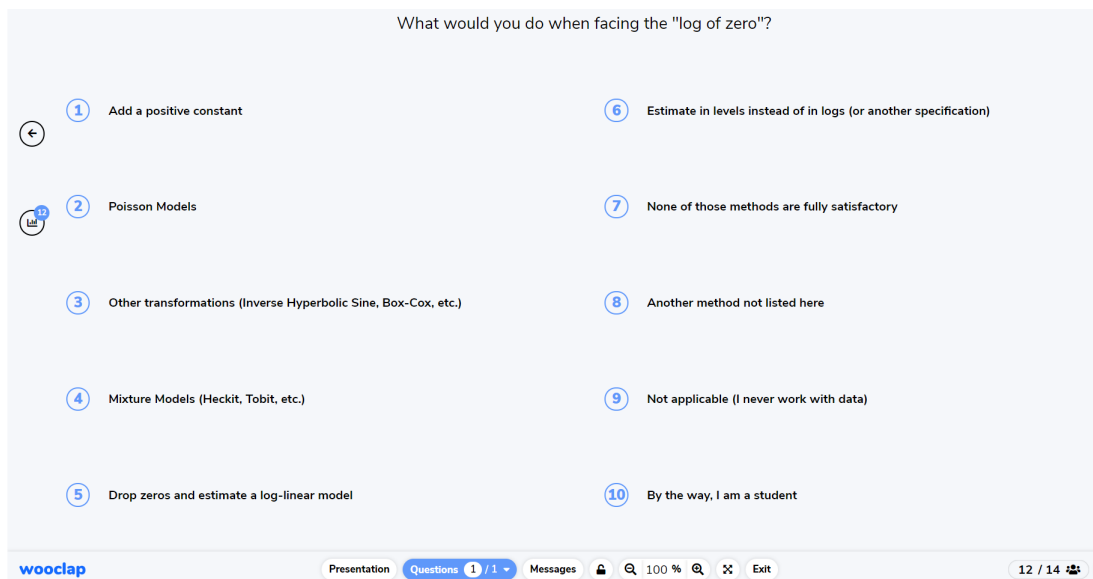 What would you do when facing the "log of zero"?
1 Add a positive constant
2 Poisson Models
3 Other transformations (Inverse Hyperbolic Sine, Box-Cox, etc.)
4 Mixture Models (Heckit, Tobit, etc.)
5 Drop zeros and estimate a log-linear model
6 Estimate in levels instead of in logs (or another specification)
7 None of those methods are fully satisfactory
8 Another method not listed here
9 Not applicable (I never work with data)
10 By the way, I am a student
12
wooclap Presentation Questions 1 / 1 Messages 100 % Exit 12 / 14